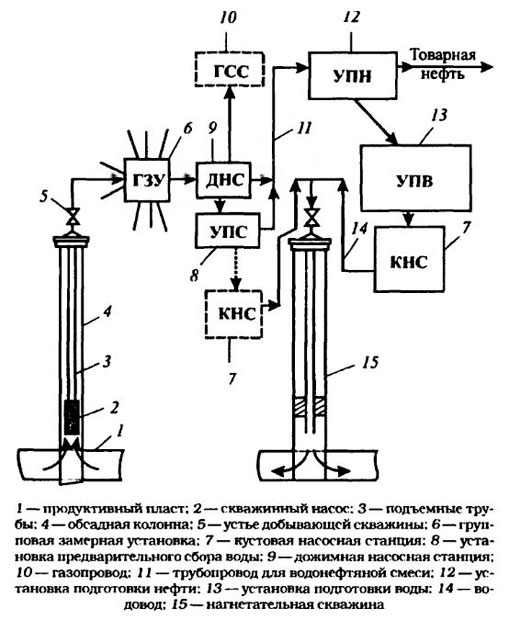 10
12
ГСС
УПН
Товарная
нефть
6
9
11
13
ГЗУ
ДНС
УПВ
5
УПС
8
14
КНС
7
КНС
7
4
3
15
2
1
1 — продуктивный пласт; 2 — скважинный насос; 3 — подъемные тру-
бы; 4 — обсадная колонна; 5 — устье добывающей скважины; 6 — груп-
повая замерная установка; 7 — кустовая насосная станция; 8 — уста-
новка предварительного сбора воды; 9 — дожимная насосная станция;
10 — газопровод; 11 — трубопровод для водонефтяной смеси; 12 — ус-
тановка подготовки нефти; 13 — установка подготовки воды; 14 — во-
довод; 15 — нагнетательная скважина